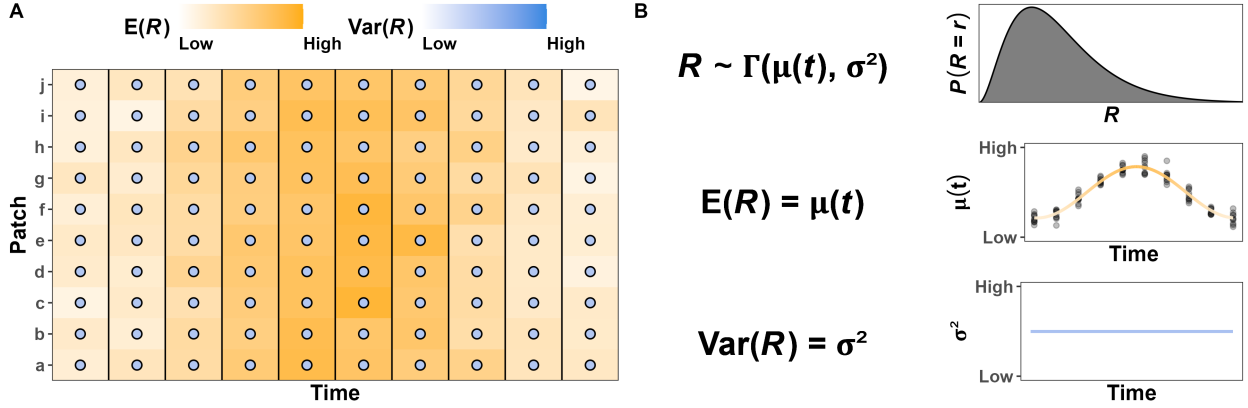 A
E(R)
Low
High
Var(R)
Low
High
Patch
j
i
h
g
f
e
d
c
b
a
Time
B
R ~ Γ(μ(t), σ²)
P(R = r)
R
E(R) = μ(t)
High
μ(t)
Low
Time
Var(R) = σ²
High
σ²
Low
Time